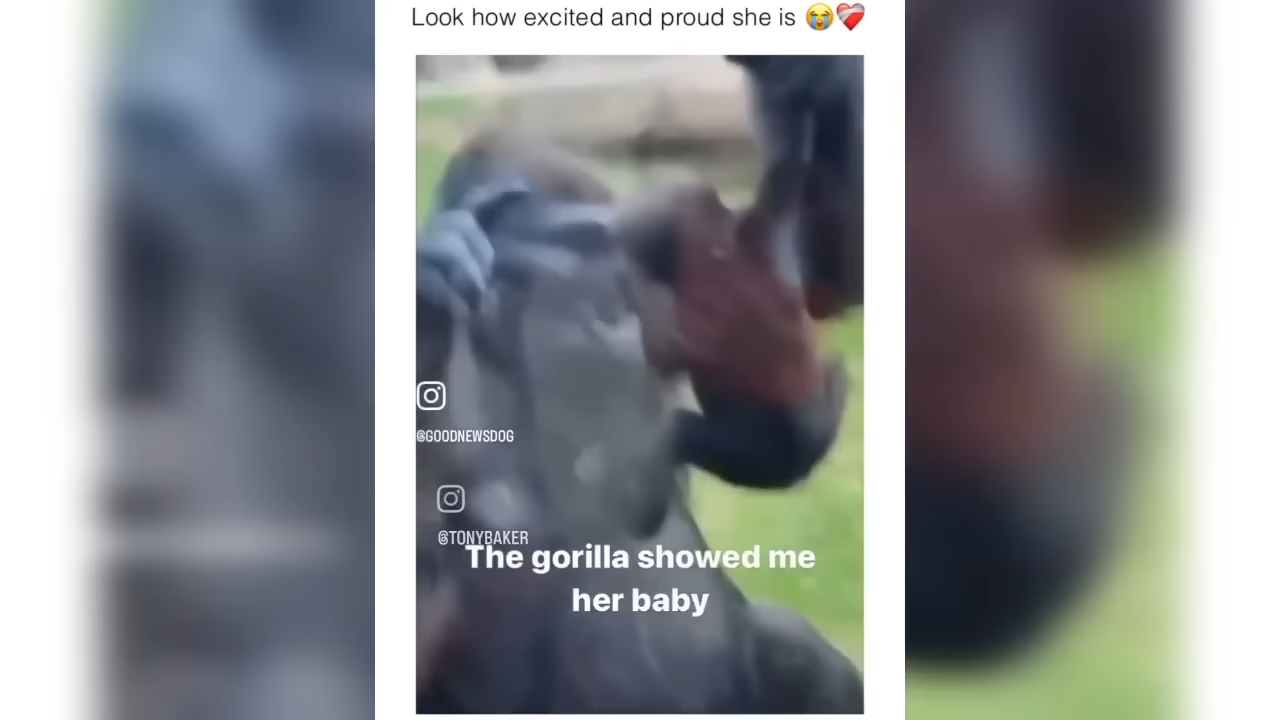 Look how excited and proud she is 😭❤️‍🩹
@GOODNEWSDOG
@TONYBAKER
The gorilla showed me
her baby